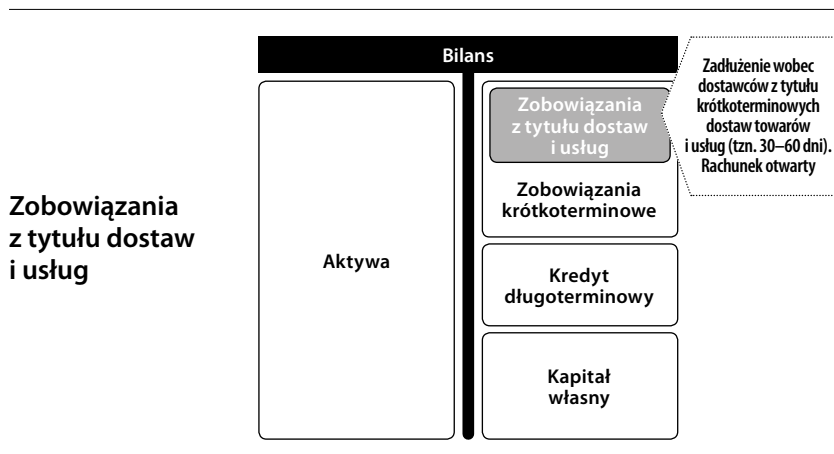 Zobowiązania
z tytułu dostaw
i usług
Bilans
Aktywa
Zobowiązania
z tytułu dostaw
i usług
Zobowiązania
krótkoterminowe
Kredyt
długoterminowy
Kapitał
własny
Zadłużenie wobec
dostawców z tytułu
krótkoterminowych
dostaw towarów
i usług (tzn. 30–60 dni).
Rachunek otwarty